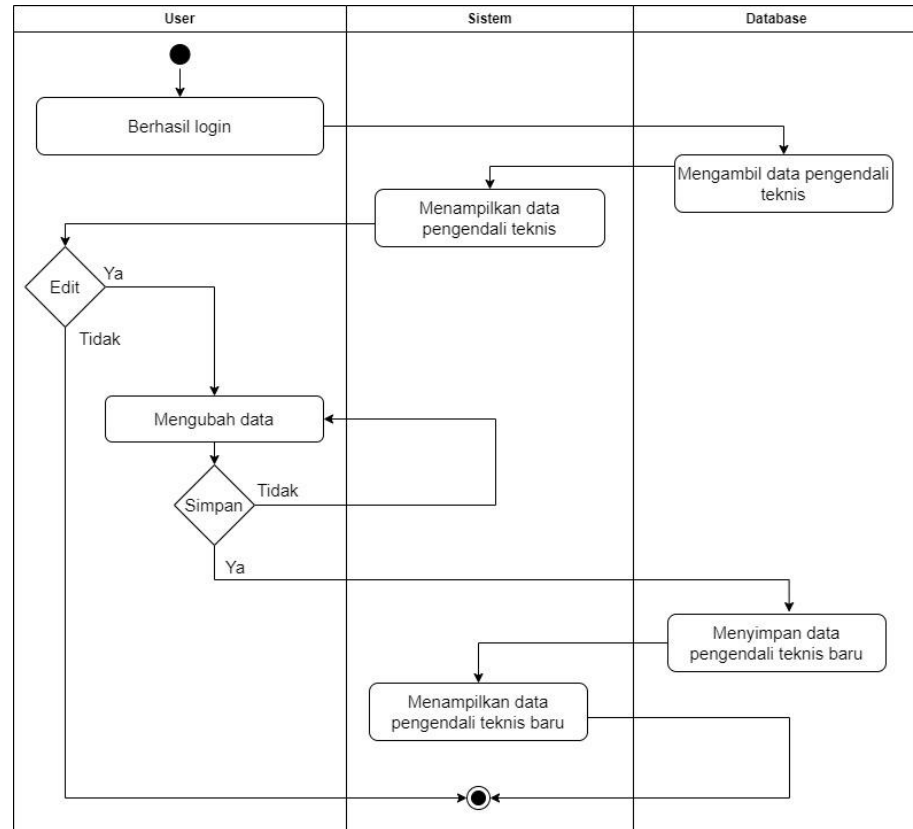 User
Sistem
Database
Berhasil login
Mengambil data pengendali
teknis
Menampilkan data
pengendali teknis
Edit
Ya
Tidak
Mengubah data
Simpan
Tidak
Ya
Menyimpan data
pengendali teknis baru
Menampilkan data
pengendali teknis baru